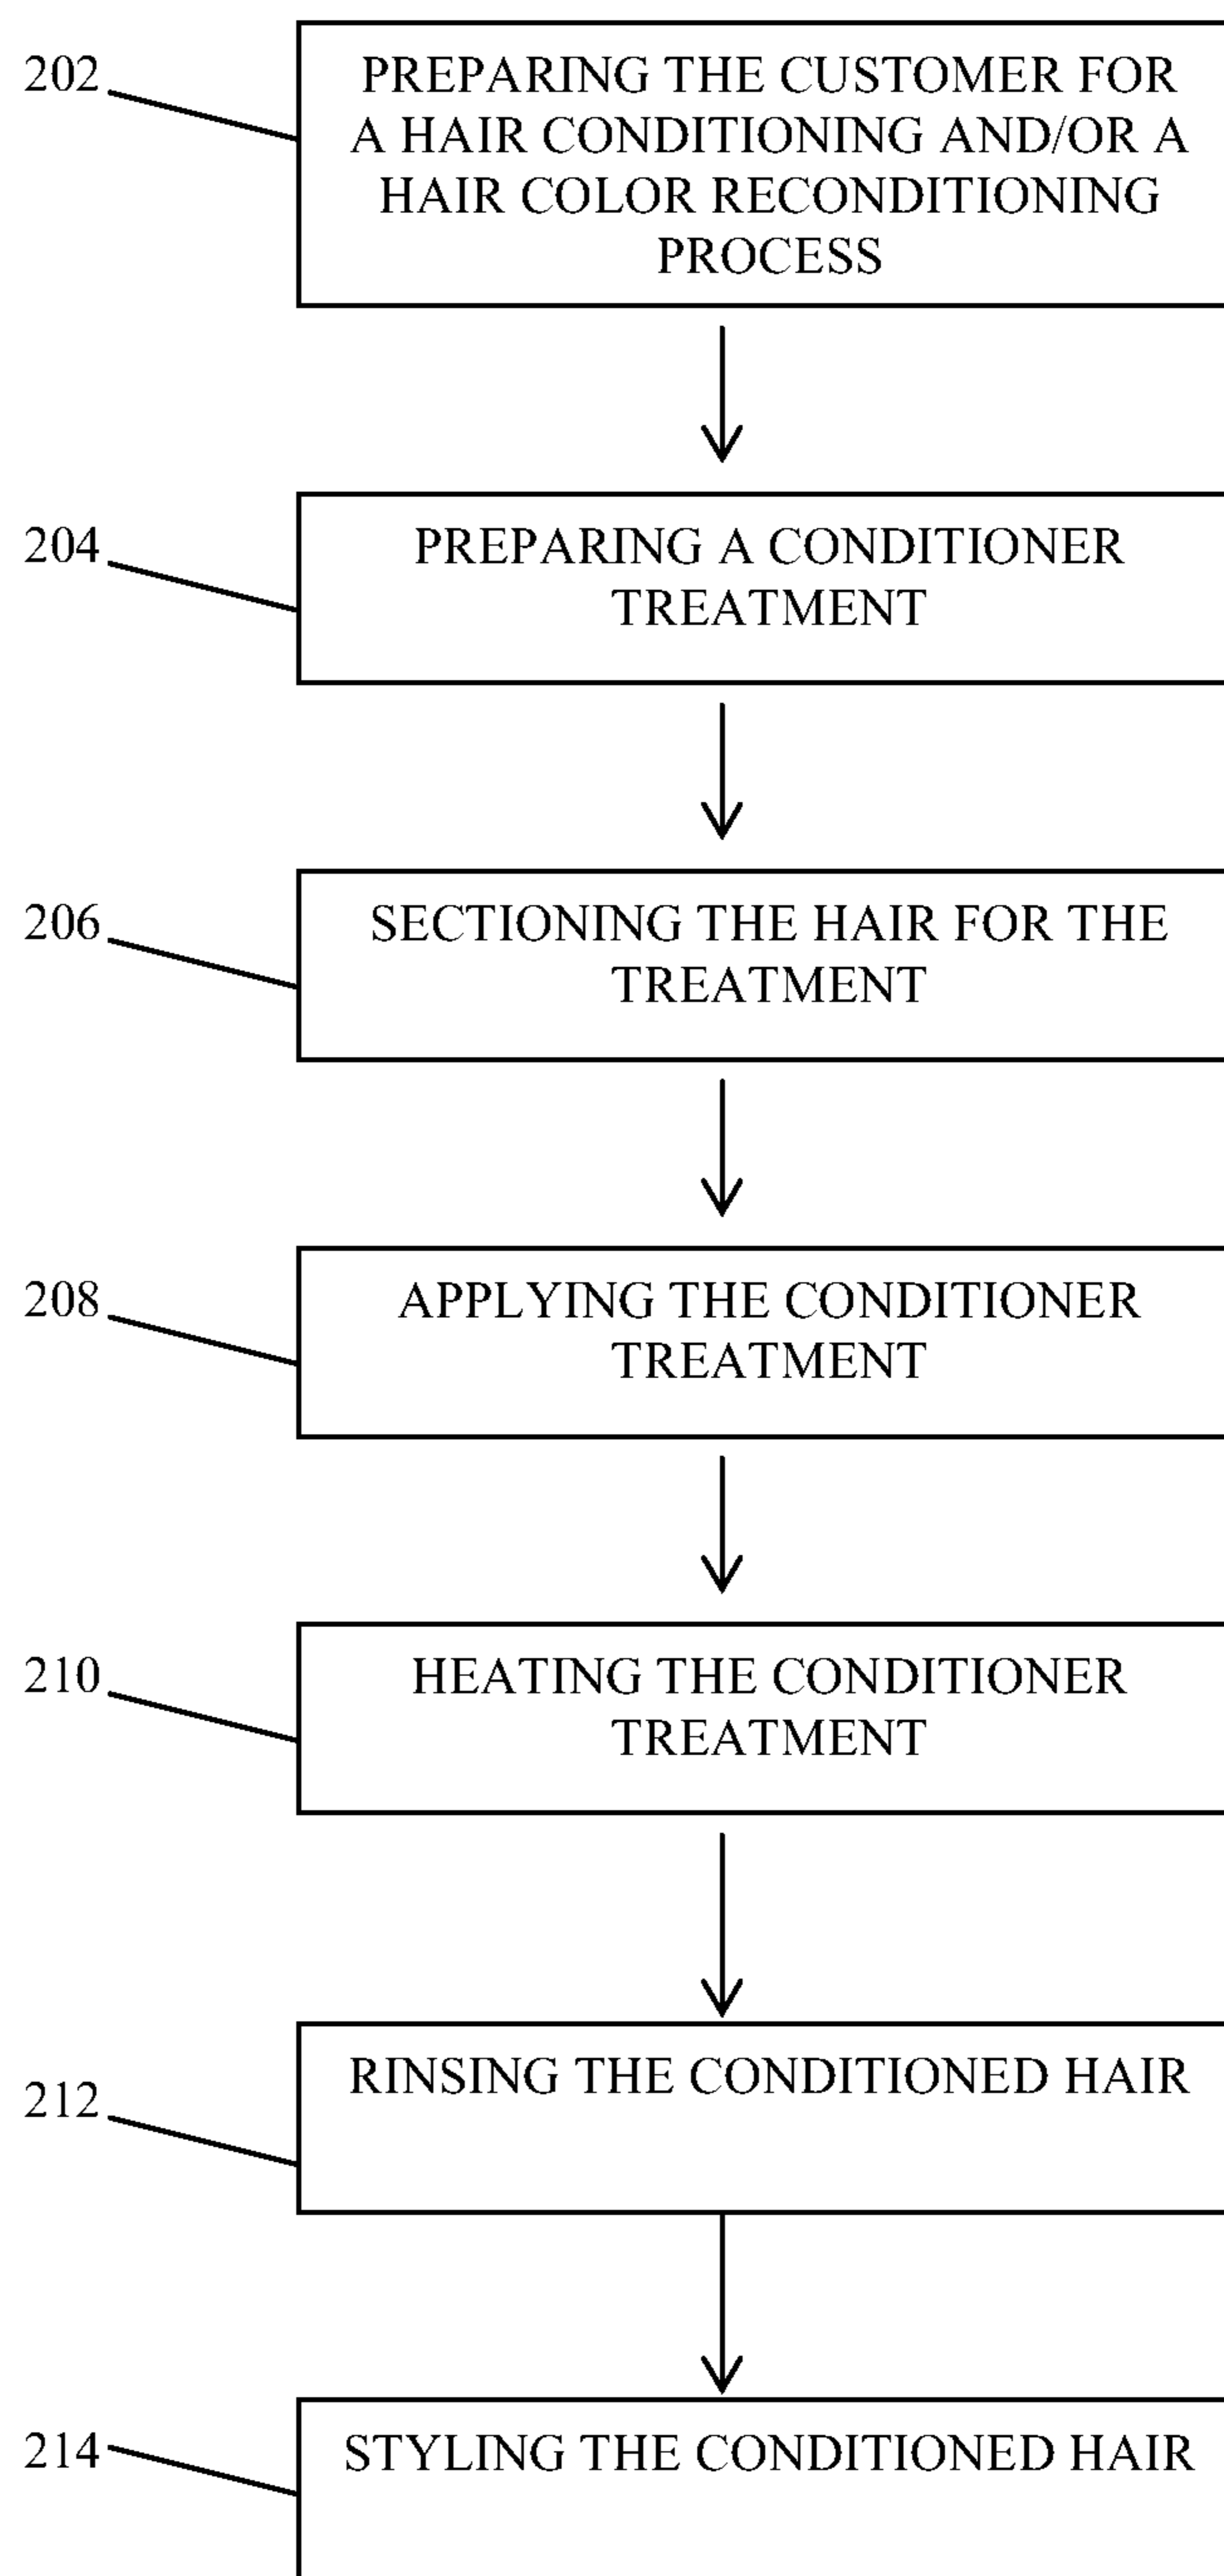 202
PREPARING THE CUSTOMER FOR
A HAIR CONDITIONING AND/OR A
HAIR COLOR RECONDITIONING
PROCESS
204
PREPARING A CONDITIONER
TREATMENT
206
SECTIONING THE HAIR FOR THE
TREATMENT
208
APPLYING THE CONDITIONER
TREATMENT
210
HEATING THE CONDITIONER
TREATMENT
212
RINSING THE CONDITIONED HAIR
214
STYLING THE CONDITIONED HAIR